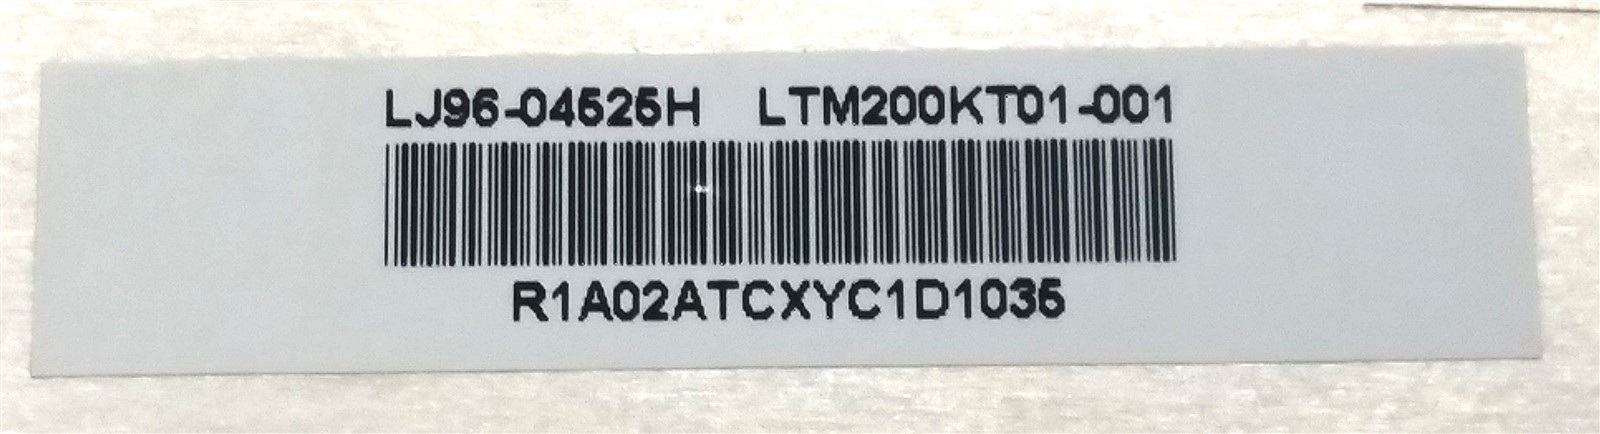 LJ96-04525H LTM200KT01-001
R1A02ATCXYC1D1035